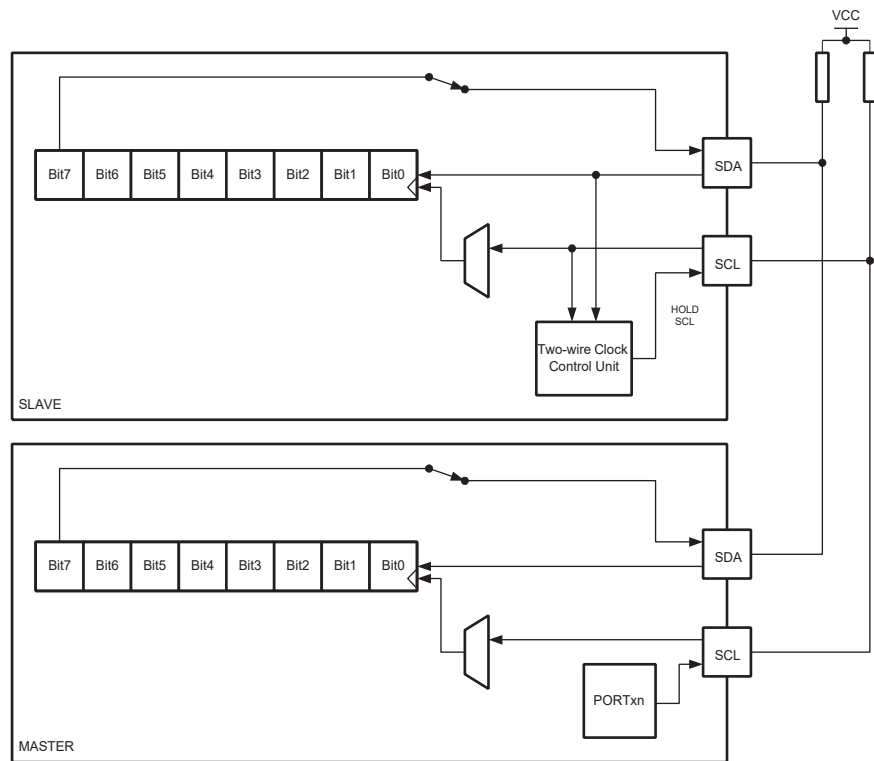 VCC
Bit7 Bit6 Bit5 Bit4 Bit3 Bit2 Bit1 Bit0
SDA
SCL
HOLD
SCL
Two-wire Clock
Control Unit
SLAVE
Bit7 Bit6 Bit5 Bit4 Bit3 Bit2 Bit1 Bit0
SDA
SCL
PORTxn
MASTER